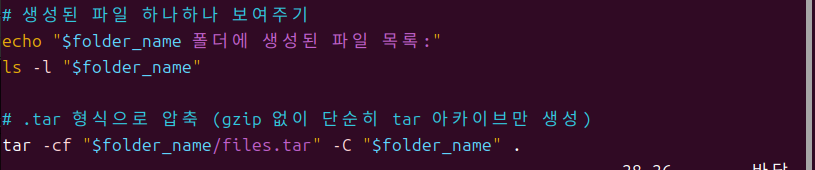 # 생성된 파일 하나하나 보여주기
echo "$folder_name 폴더에 생성된 파일 목록:"
ls -l "$folder_name"
# .tar 형식으로 압축 (gzip 없이 단순히 tar 아카이브만 생성)
tar -cf "$folder_name/files.tar" -C "$folder_name" .